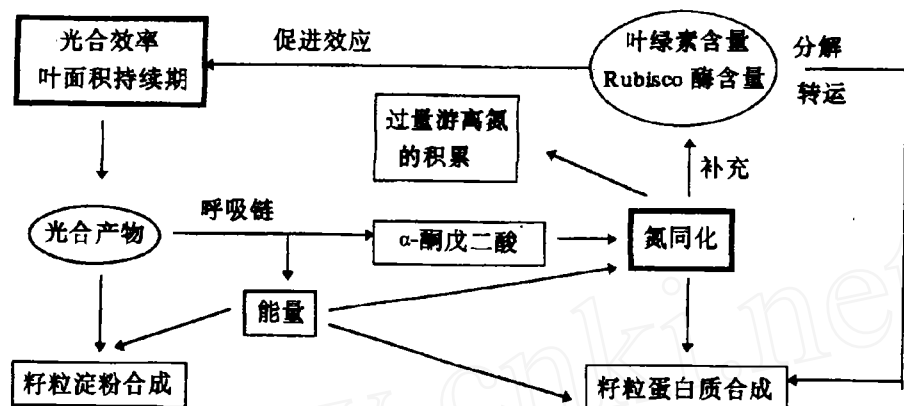 光合效率
叶面积持续期
促进效应
叶绿素含量
Rubisco 酶含量
分解
转运
过量游离氮
的积累
补充
光合产物
呼吸链
α-酮戊二酸
氮同化
能量
籽粒淀粉合成
籽粒蛋白质合成